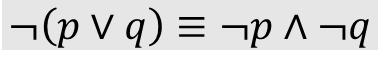 ¬(p ∨ q) ≡ ¬p ∧ ¬q